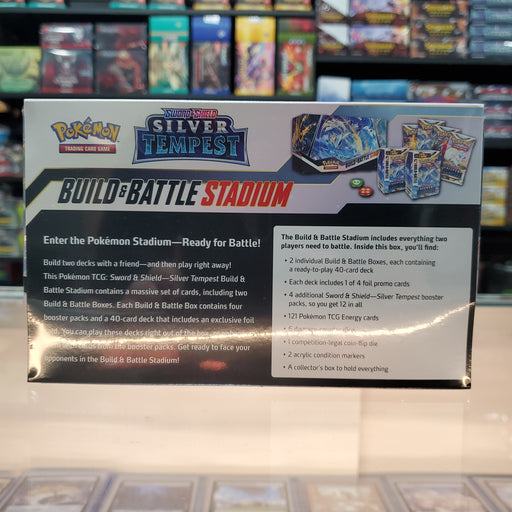 Pokémon
TRADING CARD GAME
SWORD & SHIELD
SILVER
TEMPEST
BUILD & BATTLE STADIUM
Enter the Pokémon Stadium—Ready for Battle!
Build two decks with a friend—and then play right away!
This Pokémon TCG: Sword & Shield—Silver Tempest Build &
Battle Stadium contains a massive set of cards, including two
Build & Battle Boxes. Each Build & Battle Box contains four
booster packs and a 40-card deck that includes an exclusive foil
card. You can play these decks right out of the box
booster packs. Get ready to face your
opponents in the Build & Battle Stadium!
The Build & Battle Stadium includes everything two
players need to battle. Inside this box, you'll find:
• 2 individual Build & Battle Boxes, each containing
a ready-to-play 40-card deck
• Each deck includes 1 of 4 foil promo cards
• 4 additional Sword & Shield—Silver Tempest booster
packs, so you get 12 in all
• 121 Pokémon TCG Energy cards
• 6
• 1 competition-legal coin-flip die
• 2 acrylic condition markers
• A collector's box to hold everything